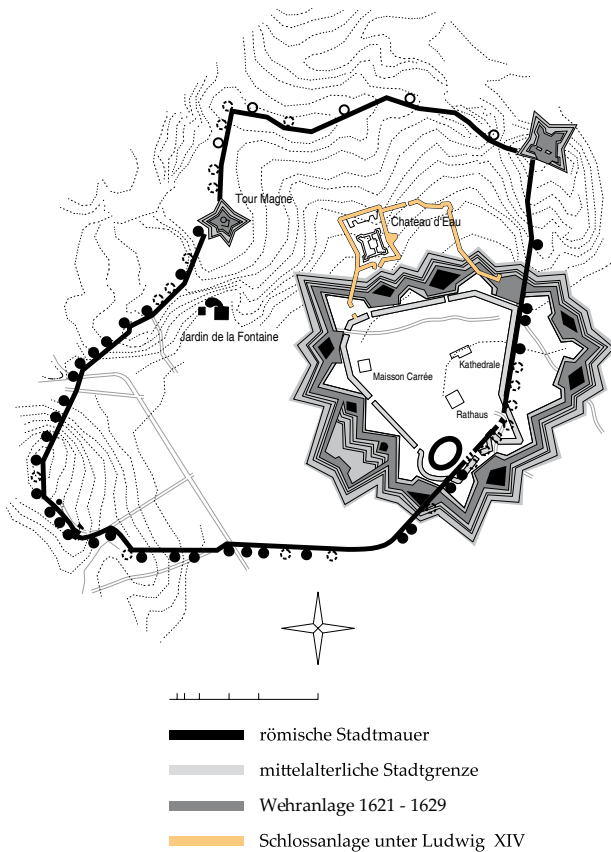 Tour Magne
Chateau d'Eau
Jardin de la Fontaine
Kathedrale
Maisson Carrée
Rathaus
römische Stadtmauer
mittelalterliche Stadtgrenze
Wehranlage 1621 - 1629
Schlossanlage unter Ludwig XIV